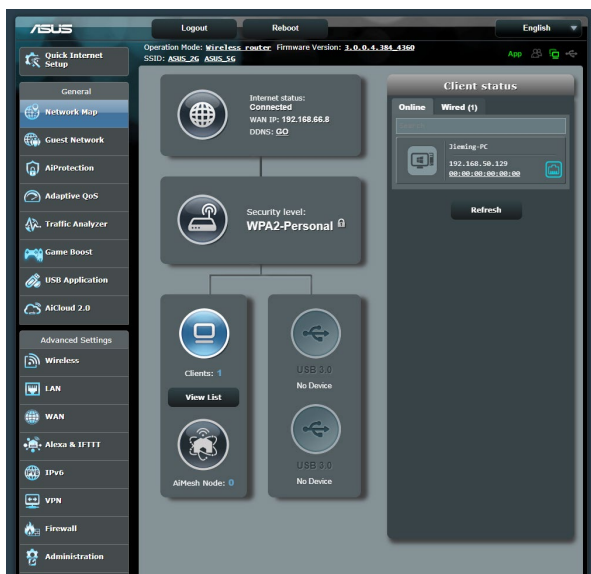 ASUS
Logout
Reboot
English
Operation Mode: Wireless router Firmware Version: 3.0.0.4.384_4360
SSID: ASUS_2G ASUS_5G
App
Quick Internet
Setup
General
Network Map
Guest Network
AiProtection
Adaptive QoS
Traffic Analyzer
Game Boost
USB Application
AiCloud 2.0
Advanced Settings
Wireless
LAN
WAN
Alexa & IFTTT
IPv6
VPN
Firewall
Administration
Internet status:
Connected
WAN IP: 192.168.66.8
DDNS: GO
Security level:
WPA2-Personal
Clients: 1
View List
AiMesh Node: 0
USB 3.0
No Device
USB 3.0
No Device
Client status
Online
Wired (1)
Jieming-PC
192.168.50.129
00:00:00:00:00:00
Refresh